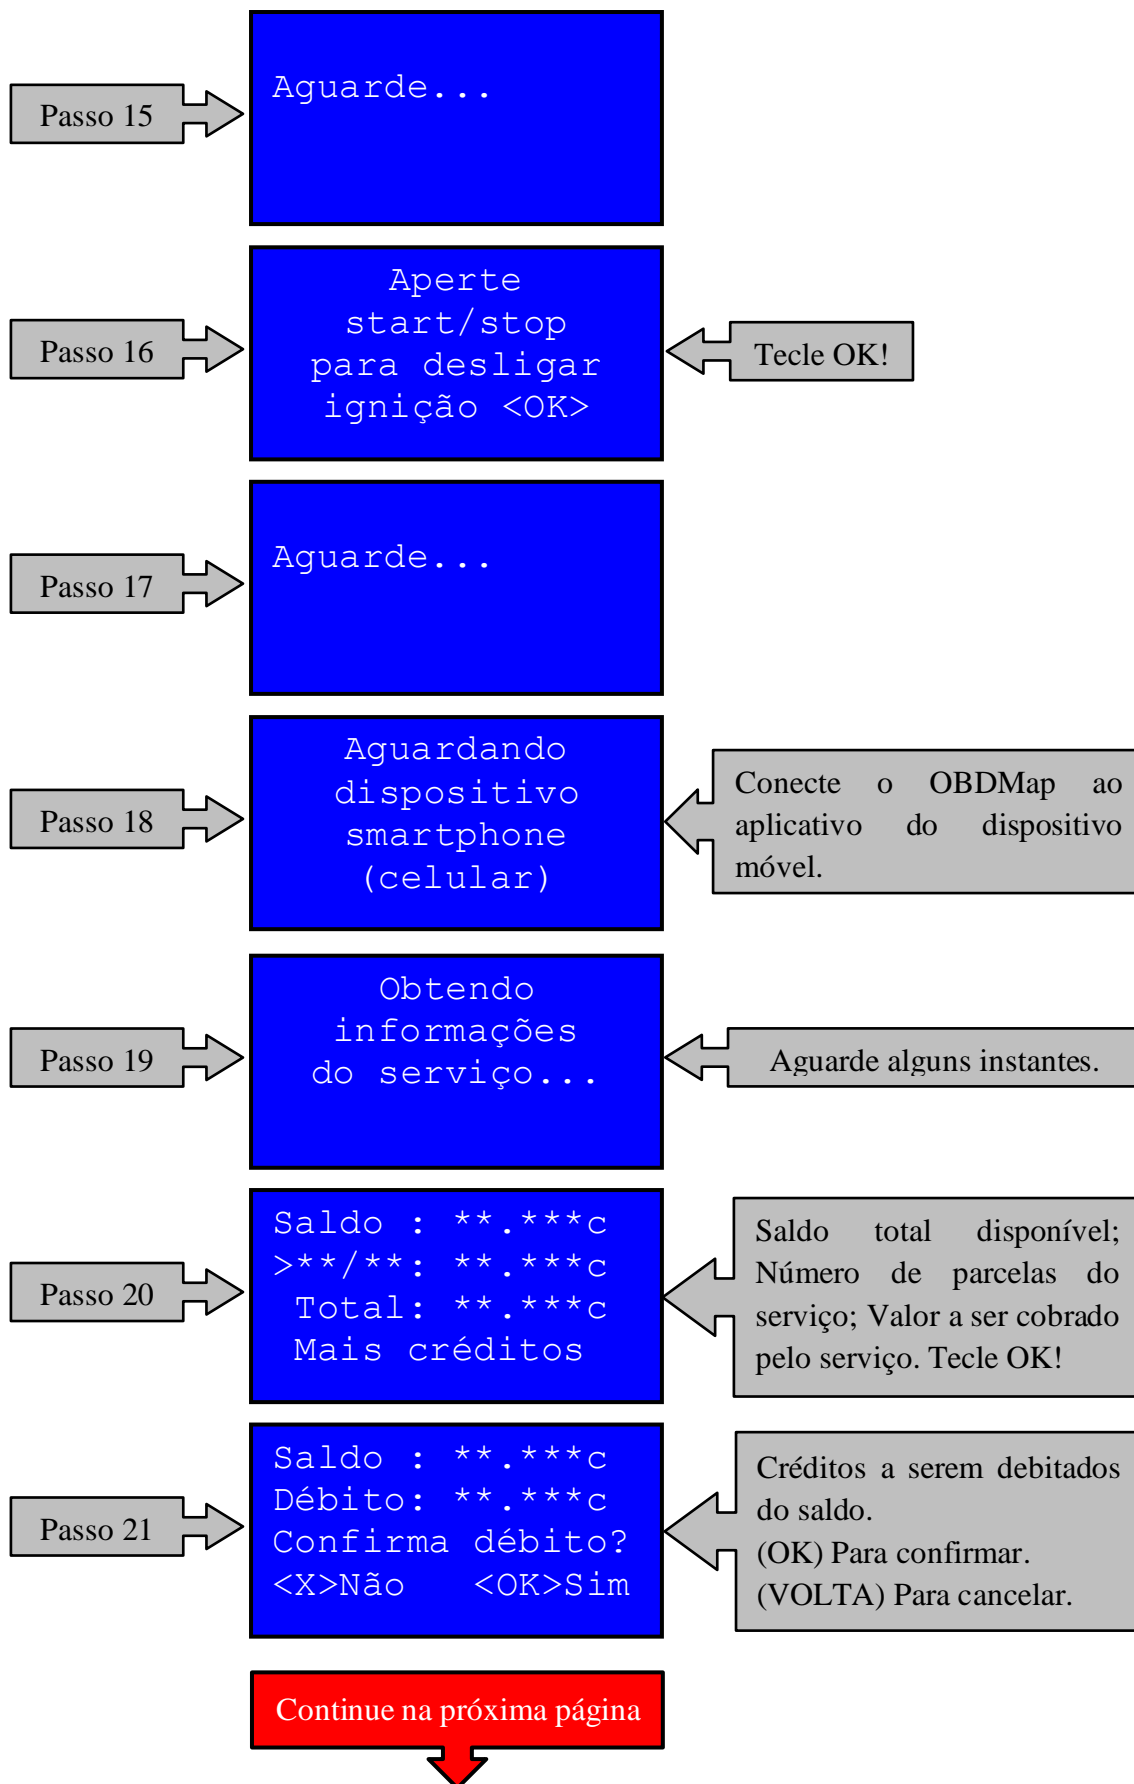 Passo 15
Aguarde...
Passo 16
Aperte
start/stop
para desligar
ignição <OK>
Tecle OK!
Passo 17
Aguarde...
Passo 18
Aguardando
dispositivo
smartphone
(celular)
Conecte o OBDMap ao
aplicativo do dispositivo
móvel.
Passo 19
Obtendo
informações
do serviço...
Aguarde alguns instantes.
Passo 20
Saldo : **.***c
>**/**: **.***c
Total: **.***c
Mais créditos
Saldo total disponível;
Número de parcelas do
serviço; Valor a ser cobrado
pelo serviço. Tecle OK!
Passo 21
Saldo : **.***c
Débito: **.***c
Confirma débito?
<X>Não <OK>Sim
Créditos a serem debitados
do saldo.
(OK) Para confirmar.
(VOLTA) Para cancelar.
Continue na próxima página